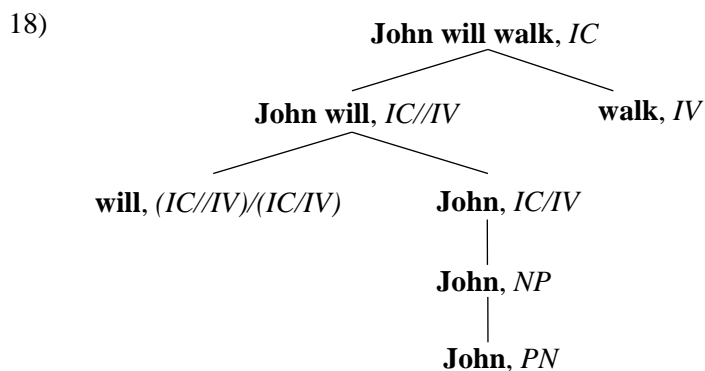 18)
John will walk, IC
John will, IC//IV walk, IV
will, (IC//IV)/(IC/IV) John, IC/IV
John, NP
John, PN